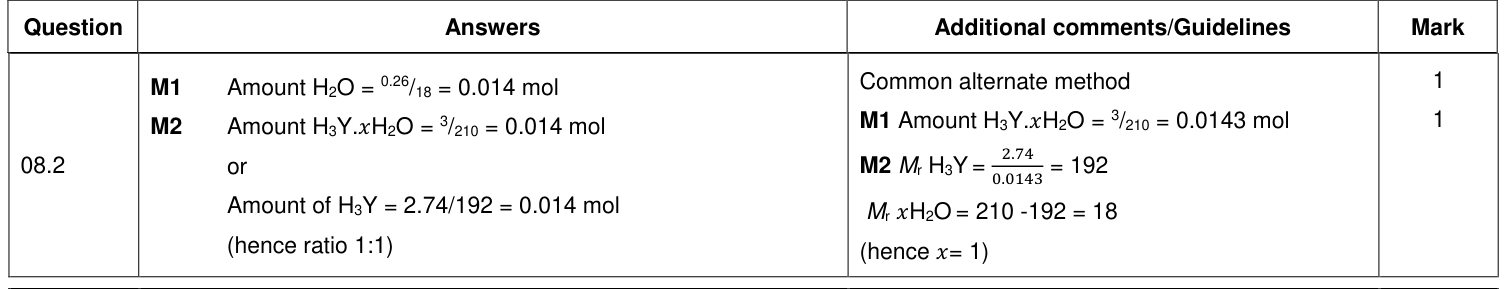 Question Answers Additional comments/Guidelines Mark
08.2
M1 Amount H₂O = ⁰·²⁶/₁₈ = 0.014 mol
M2 Amount H₃Y.𝑥H₂O = ³/₂₁₀ = 0.014 mol
or
Amount of H₃Y = 2.74/192 = 0.014 mol
(hence ratio 1:1)
Common alternate method
M1 Amount H₃Y.𝑥H₂O = ³/₂₁₀ = 0.0143 mol
M2 Mᵣ H₃Y = 2.74/0.0143 = 192
Mᵣ 𝑥H₂O = 210 -192 = 18
(hence 𝑥= 1)
1
1